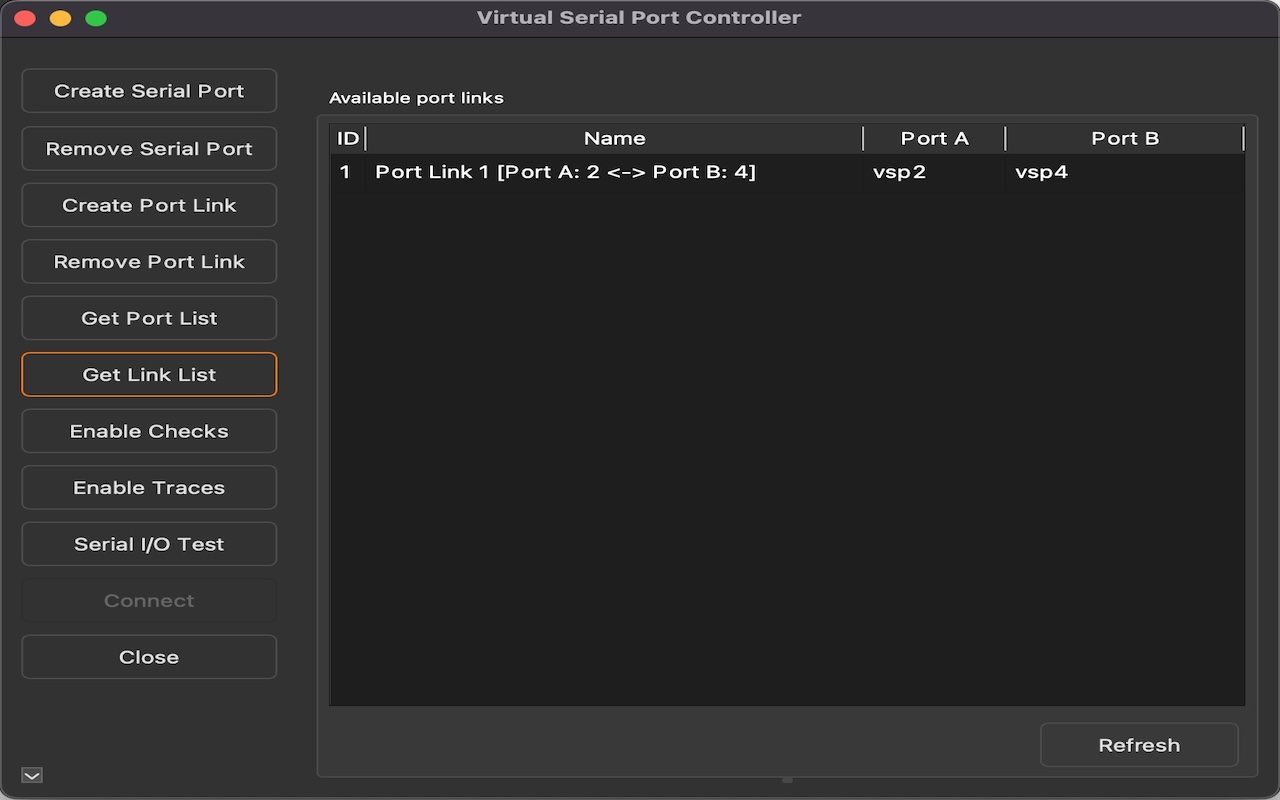 Virtual Serial Port Controller
Create Serial Port
Remove Serial Port
Create Port Link
Remove Port Link
Get Port List
Get Link List
Enable Checks
Enable Traces
Serial I/O Test
Connect
Close
Available port links
ID Name Port A Port B
1 Port Link 1 [Port A: 2 <-> Port B: 4] vsp2 vsp4
Refresh